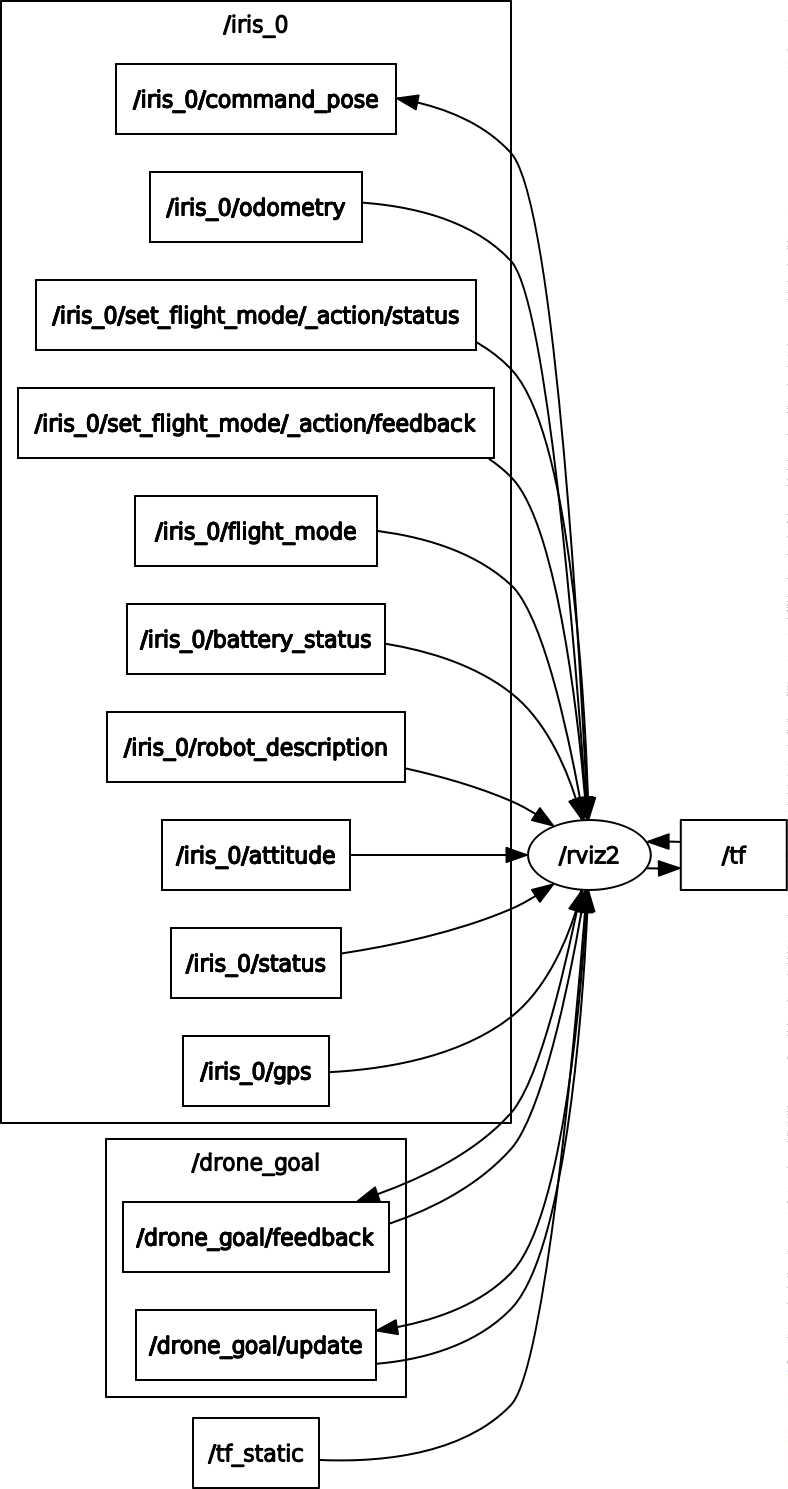 /iris_0
/iris_0/command_pose
/iris_0/odometry
/iris_0/set_flight_mode/_action/status
/iris_0/set_flight_mode/_action/feedback
/iris_0/flight_mode
/iris_0/battery_status
/iris_0/robot_description
/iris_0/attitude
/rviz2
/tf
/iris_0/status
/iris_0/gps
/drone_goal
/drone_goal/feedback
/drone_goal/update
/tf_static